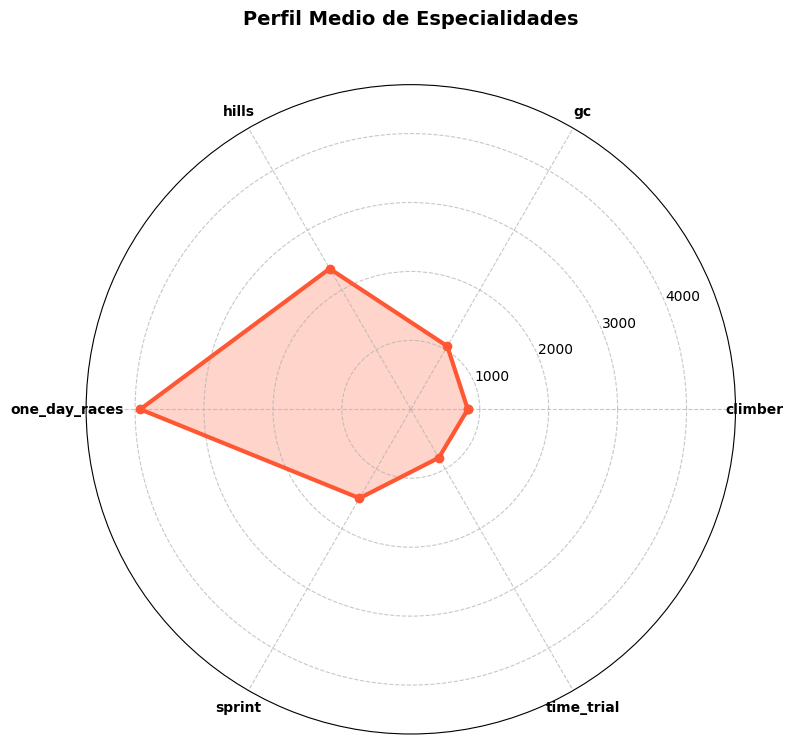 Perfil Medio de Especialidades
hills
gc
4000
3000
2000
1000
one_day_races
climber
sprint
time_trial